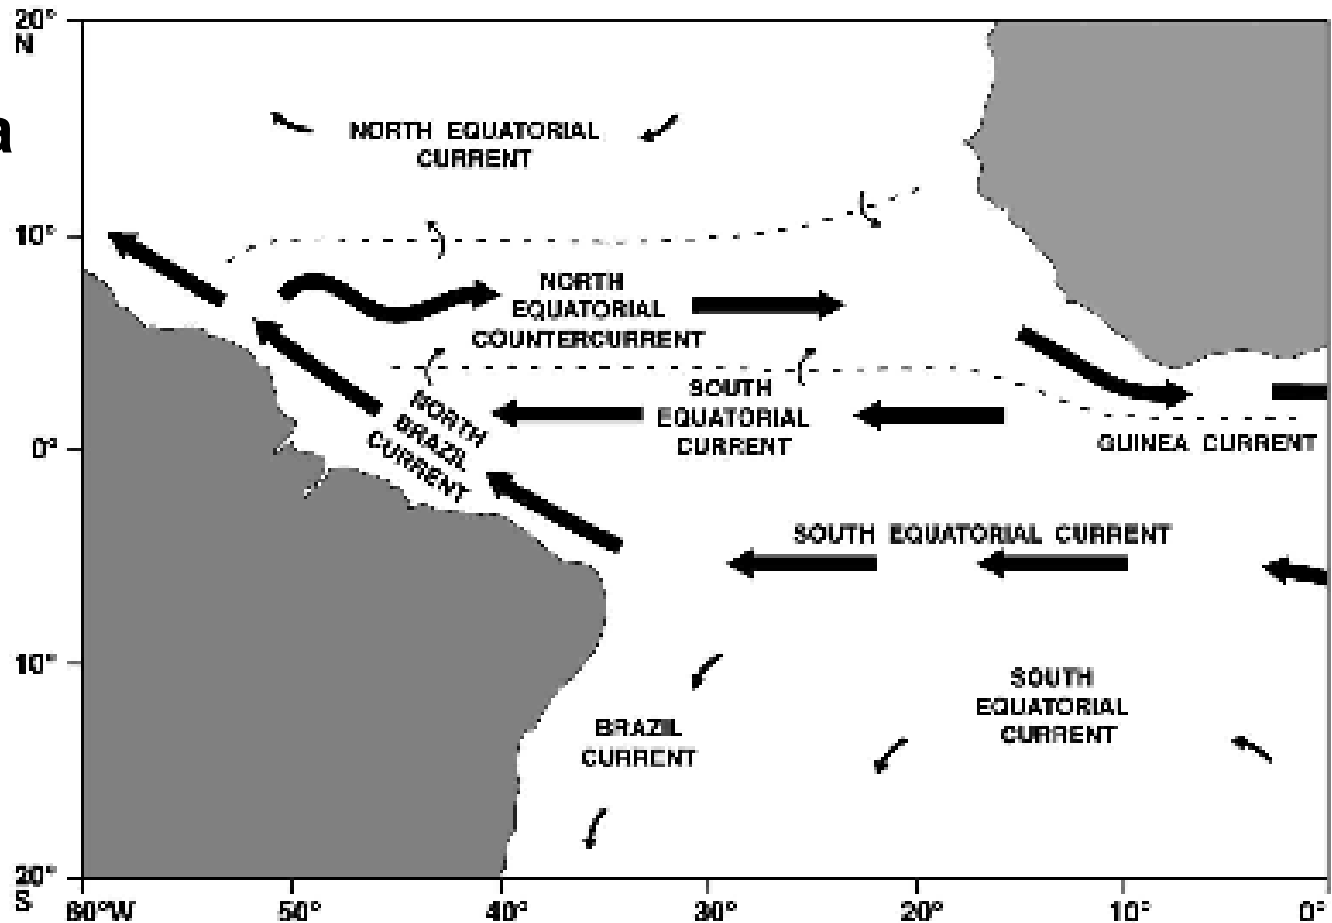 20°
N
a
NORTH EQUATORIAL
CURRENT
10°
NORTH
EQUATORIAL
COUNTERCURRENT
SOUTH
EQUATORIAL
CURRENT
NORTH
BRAZIL
CURRENT
0°
GUINEA CURRENT
SOUTH EQUATORIAL CURRENT
10°
SOUTH
EQUATORIAL
CURRENT
BRAZIL
CURRENT
20°
S
60°W 50° 40° 30° 20° 10° 0°